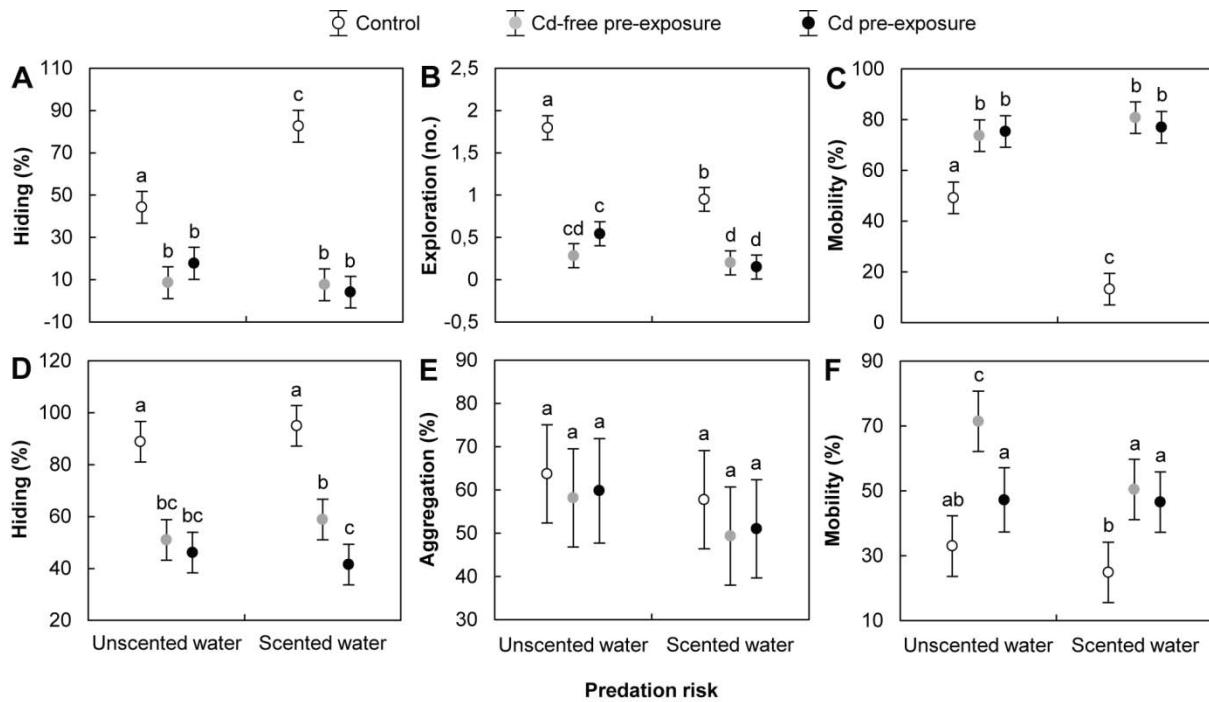 Control Cd-free pre-exposure Cd pre-exposure
A
Hiding (%)
110
90
70
50
30
10
-10
a
b
b
c
b
b
B
Exploration (no.)
2,5
2
1,5
1
0,5
0
-0,5
a
cd
c
b
d
d
C
Mobility (%)
100
80
60
40
20
0
a
b
b
c
b
b
D
Hiding (%)
120
100
80
60
40
20
a
bc
bc
a
b
c
Unscented water Scented water
E
Aggregation (%)
90
80
70
60
50
40
30
a
a
a
a
a
a
Unscented water Scented water
F
Mobility (%)
90
70
50
30
10
ab
c
a
b
a
a
Unscented water Scented water
Predation risk